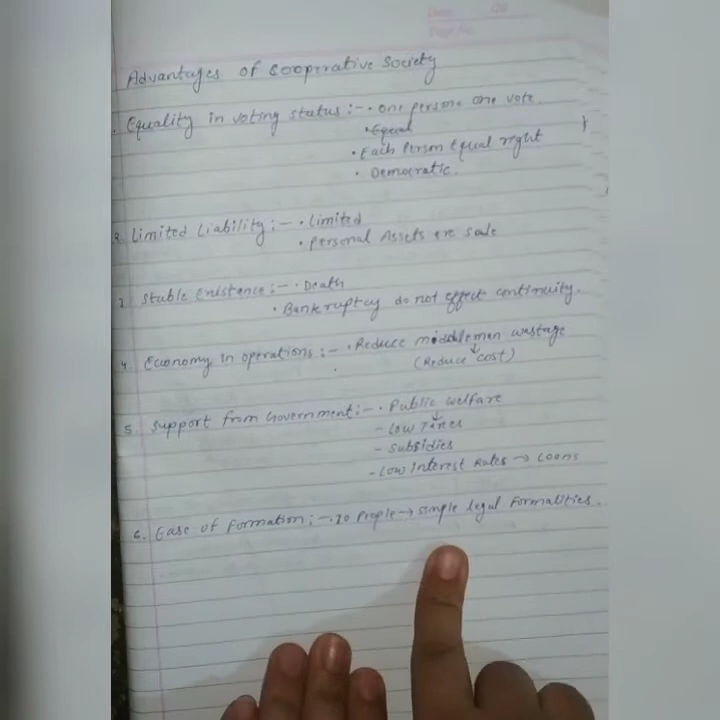 Advantages of Cooperative Society
Equality in voting status :- • One persone one vote.
• Equal
• Each Person Equal right
• Democratic.
2. Limited Liability :- • Limited
• Personal Assets are safe
3. Stable Existence :- • Death
• Bankruptcy do not effect continuity.
4. Economy In operations :- • Reduce middleman wastage
(Reduce cost)
5. Support from Government :- • Public welfare
- Low Taxes
- Subsidies
- Low Interest Rates → Loans
6. Ease of Formation :- • 10 People → simple legal Formalities.